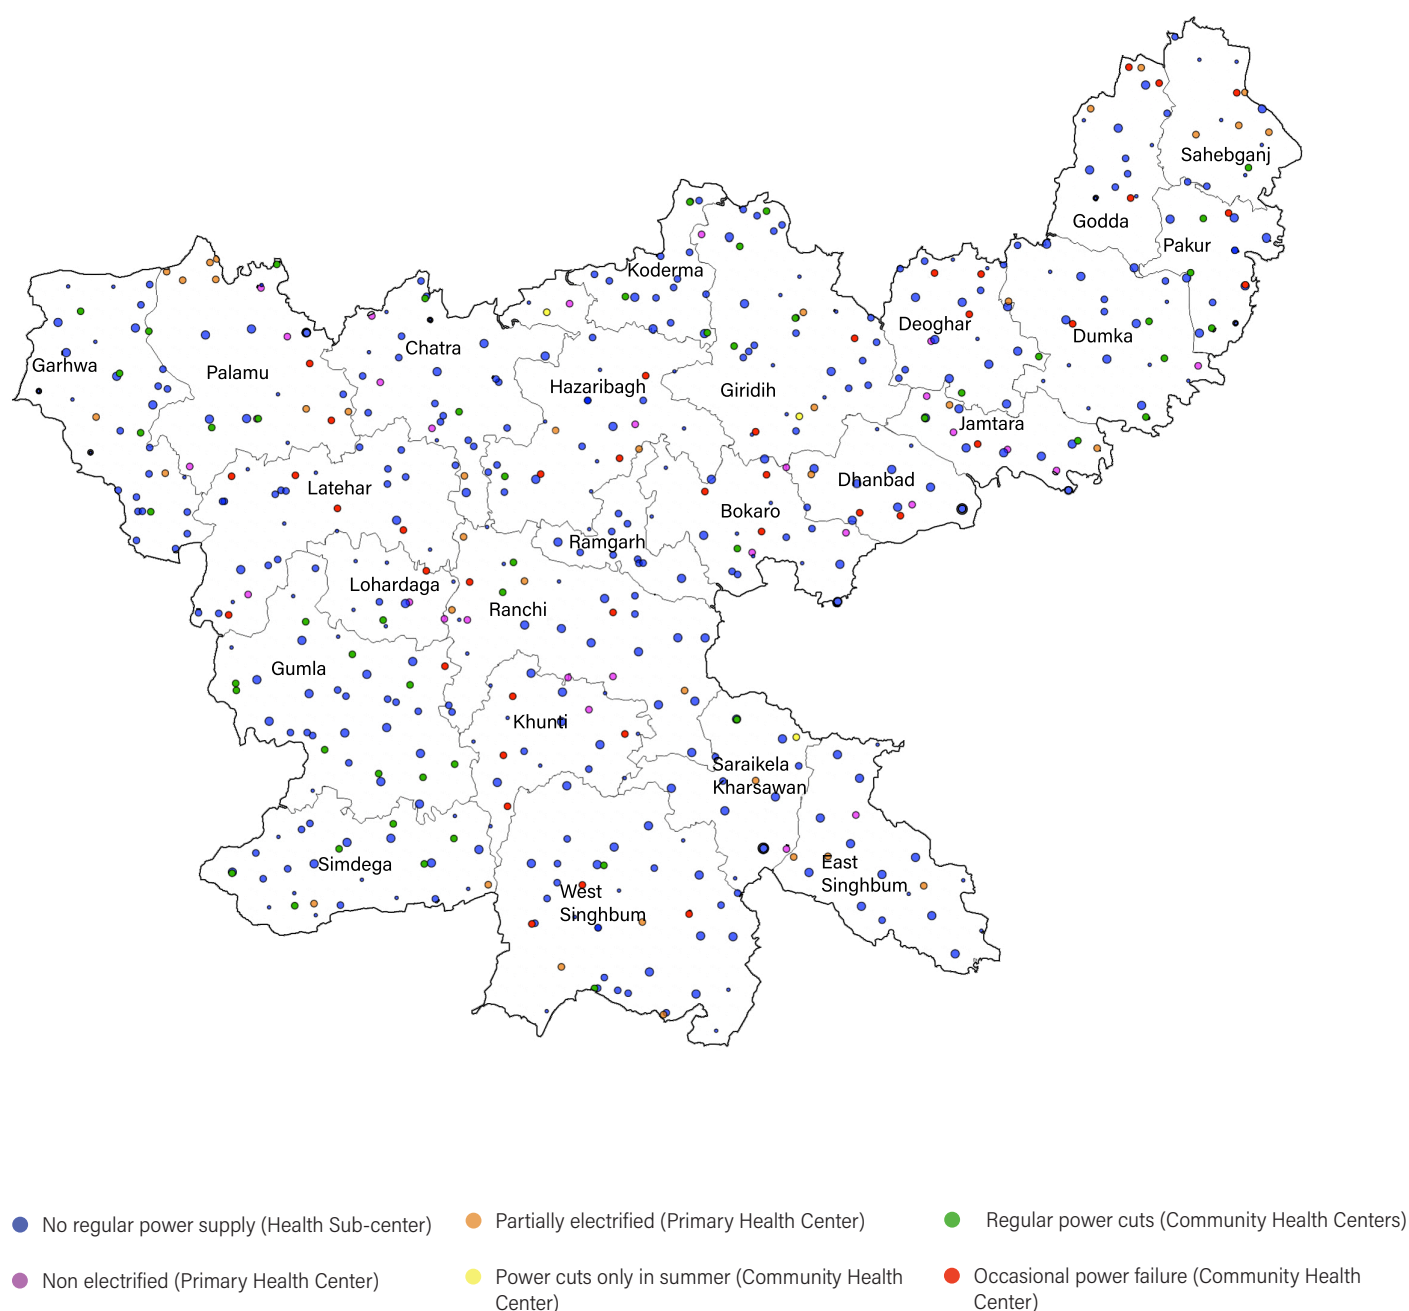 Sahebganj
Godda
Pakur
Koderma
Deoghar
Dumka
Chatra
Garhwa
Palamu
Hazaribagh
Giridih
Jamtara
Latehar
Dhanbad
Bokaro
Ramgarh
Lohardaga
Ranchi
Gumla
Khunti
Saraikela
Kharsawan
Simdega
East
Singhbum
West
Singhbum
No regular power supply (Health Sub-center)
Partially electrified (Primary Health Center)
Regular power cuts (Community Health Centers)
Non electrified (Primary Health Center)
Power cuts only in summer (Community Health
Center)
Occasional power failure (Community Health
Center)